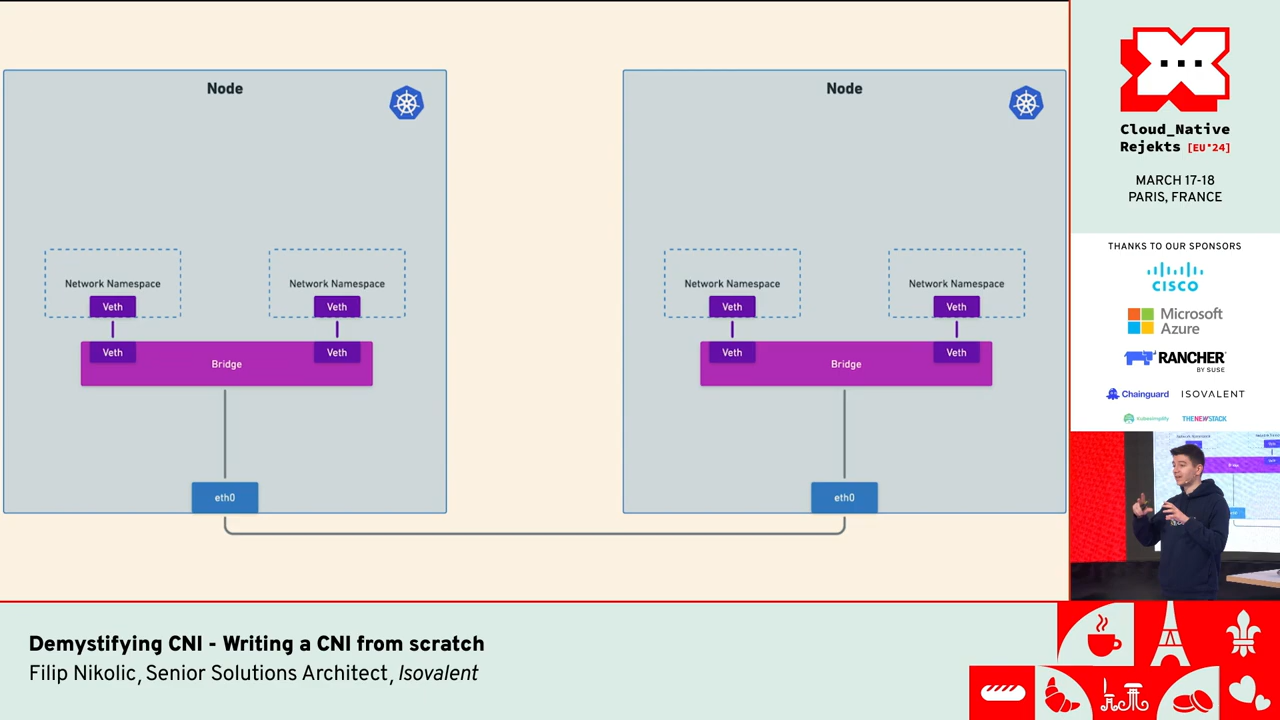 Node
Network Namespace
Veth
Network Namespace
Veth
Veth
Veth
Bridge
eth0
Node
Network Namespace
Veth
Network Namespace
Veth
Veth
Veth
Bridge
eth0
Cloud_Native
Rejekts [EU*24]
MARCH 17-18
PARIS, FRANCE
THANKS TO OUR SPONSORS
CISCO
Microsoft
Azure
RANCHER
BY SUSE
Chainguard
ISOVALENT
Kubesimplify
THENEWSTACK
Demystifying CNI - Writing a CNI from scratch
Filip Nikolic, Senior Solutions Architect, Isovalent